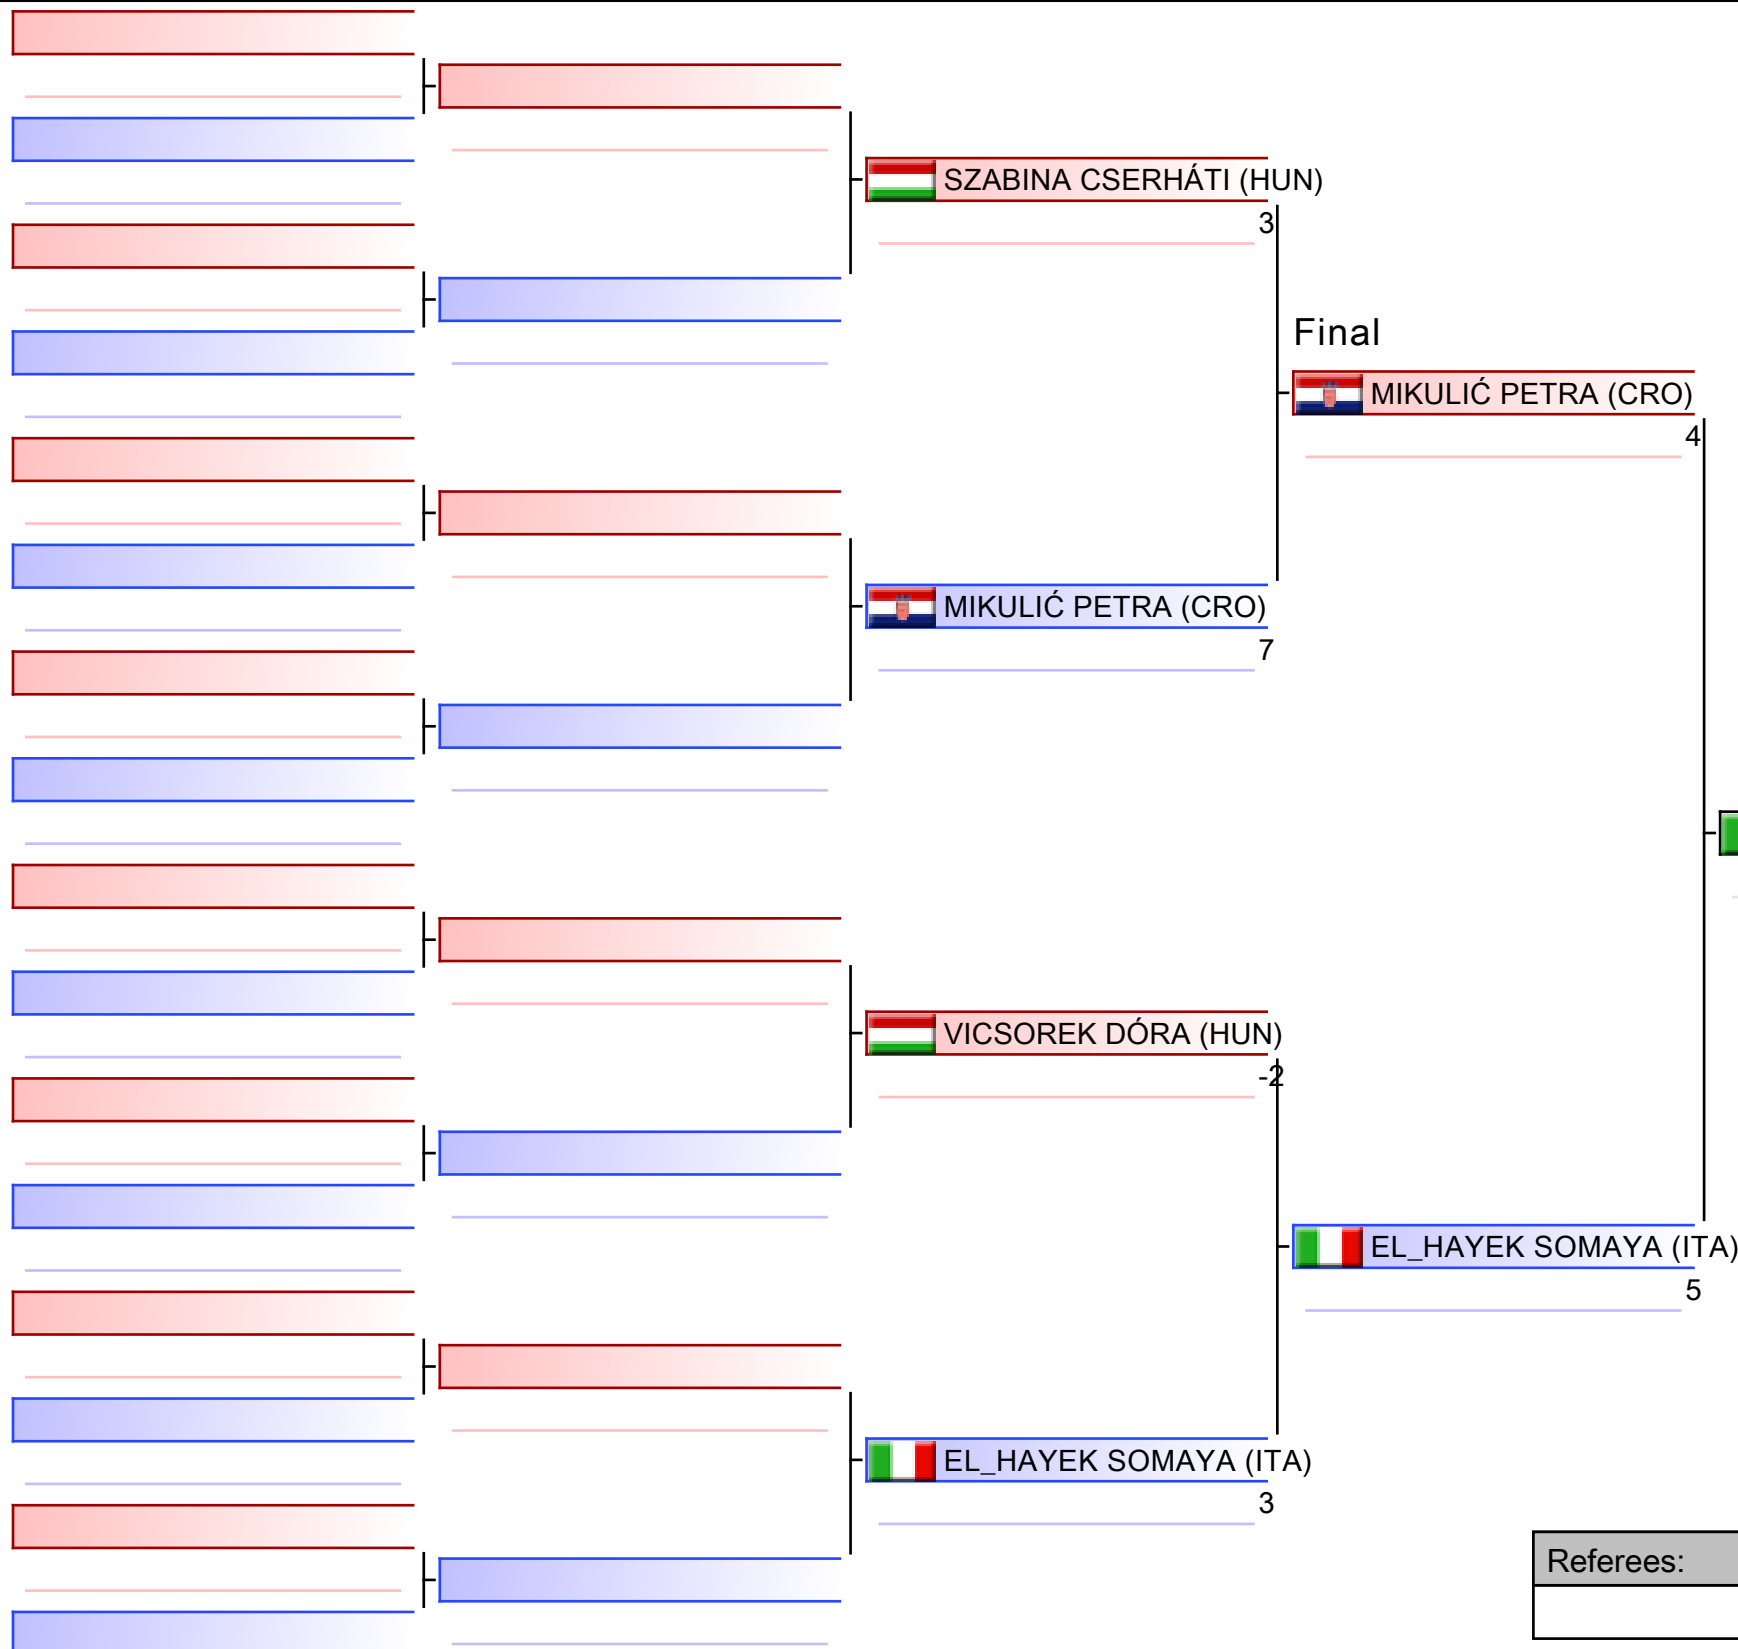 SZABINA CSERHÁTI (HUN)
3
Final
MIKULIĆ PETRA (CRO)
4
MIKULIĆ PETRA (CRO)
7
VICSOREK DÓRA (HUN)
-2
EL_HAYEK SOMAYA (ITA)
5
EL_HAYEK SOMAYA (ITA)
3
Referees: